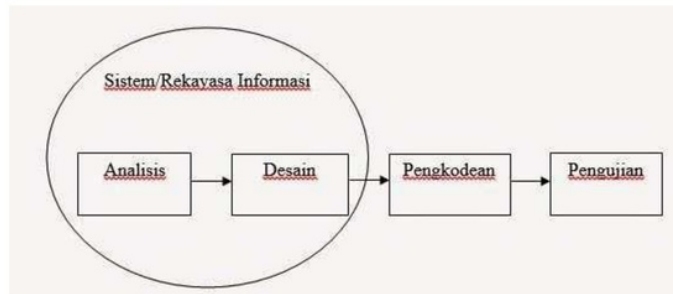 Sistem/Rekayasa Informasi
Analisis
Desain
Pengkodean
Pengujian